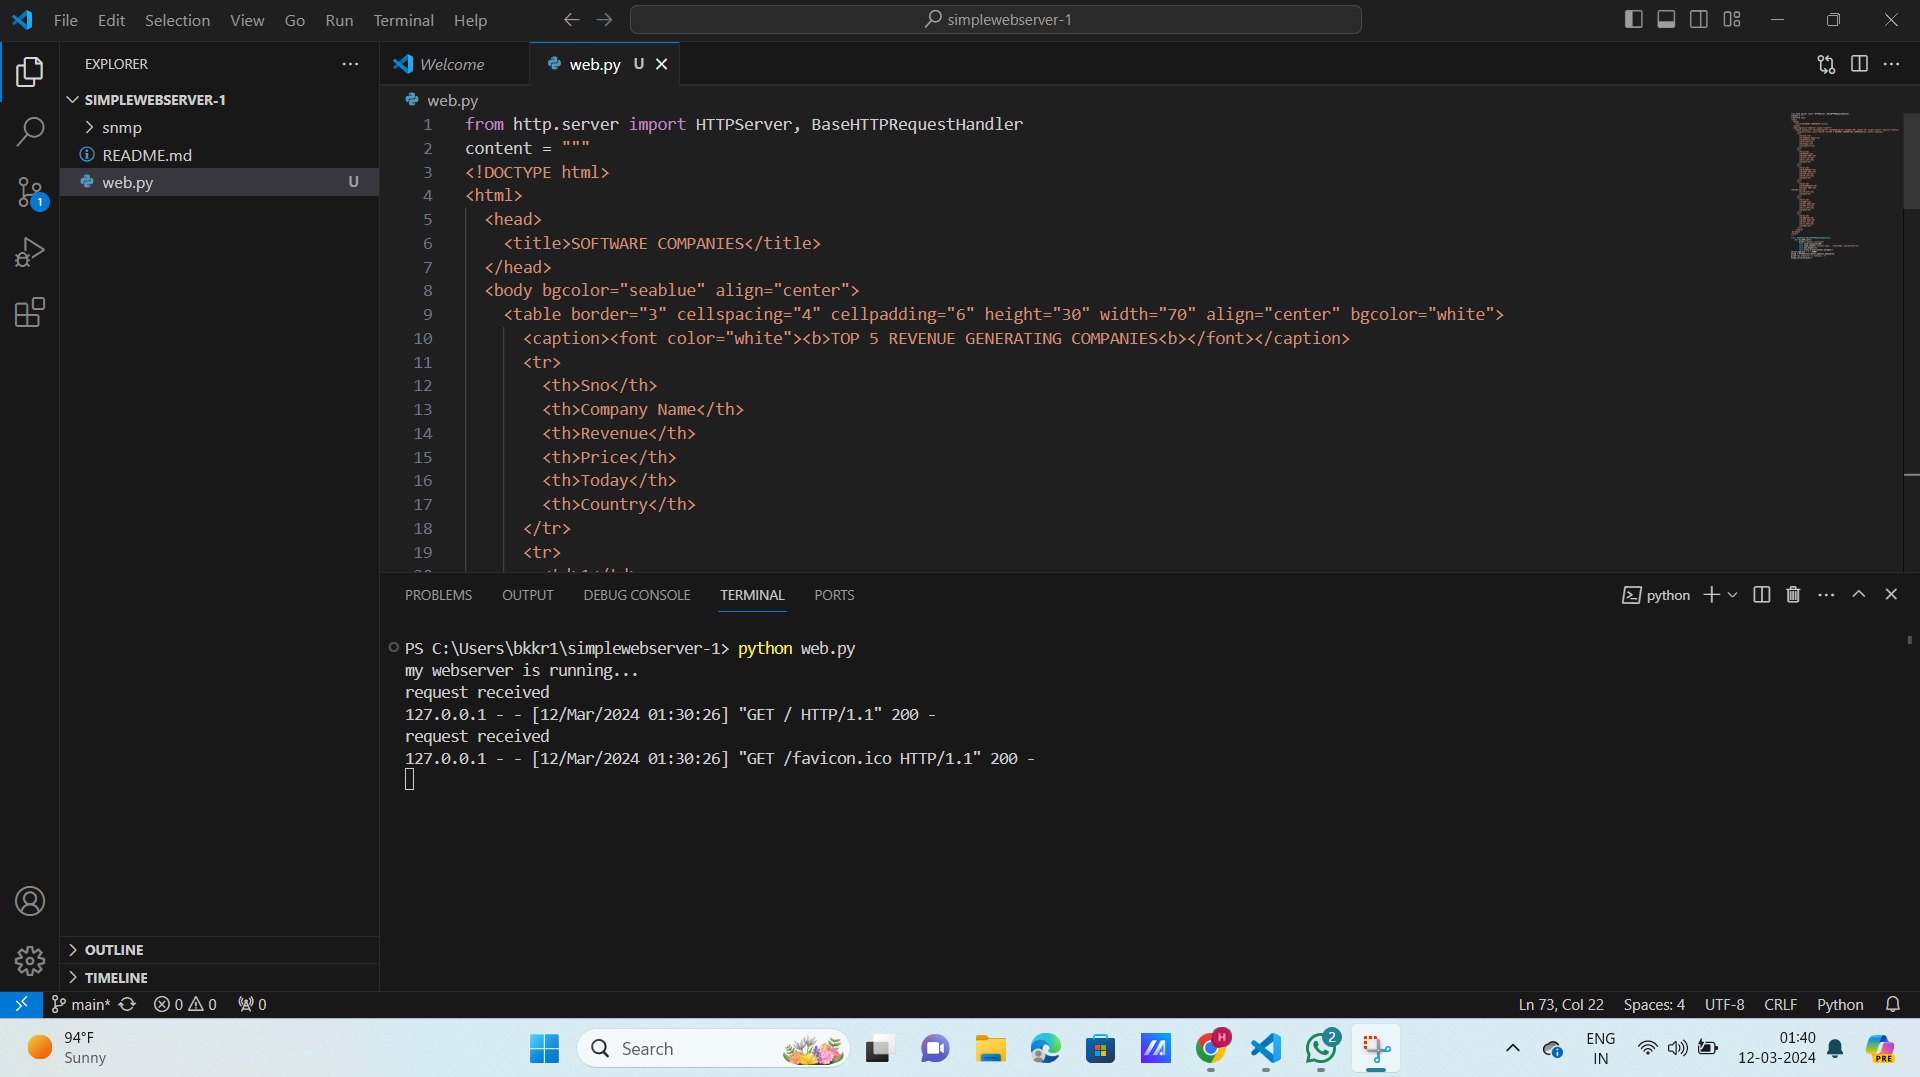 File Edit Selection View Go Run Terminal Help
simplewebserver-1
EXPLORER
SIMPLEWEBSERVER-1
snmp
README.md
web.py U
1
Welcome
web.py U
web.py
1 from http.server import HTTPServer, BaseHTTPRequestHandler
2 content = """
3 <!DOCTYPE html>
4 <html>
5 <head>
6 <title>SOFTWARE COMPANIES</title>
7 </head>
8 <body bgcolor="seablue" align="center">
9 <table border="3" cellspacing="4" cellpadding="6" height="30" width="70" align="center" bgcolor="white">
10 <caption><font color="white"><b>TOP 5 REVENUE GENERATING COMPANIES<b></font></caption>
11 <tr>
12 <th>Sno</th>
13 <th>Company Name</th>
14 <th>Revenue</th>
15 <th>Price</th>
16 <th>Today</th>
17 <th>Country</th>
18 </tr>
19 <tr>
PROBLEMS OUTPUT DEBUG CONSOLE TERMINAL PORTS
python
PS C:\Users\bkkr1\simplewebserver-1> python web.py
my webserver is running...
request received
127.0.0.1 - - [12/Mar/2024 01:30:26] "GET / HTTP/1.1" 200 -
request received
127.0.0.1 - - [12/Mar/2024 01:30:26] "GET /favicon.ico HTTP/1.1" 200 -
OUTLINE
TIMELINE
main* 0 0 0
Ln 73, Col 22 Spaces: 4 UTF-8 CRLF Python
94°F
Sunny
Search
H
2
ENG
IN
01:40
12-03-2024
PRE